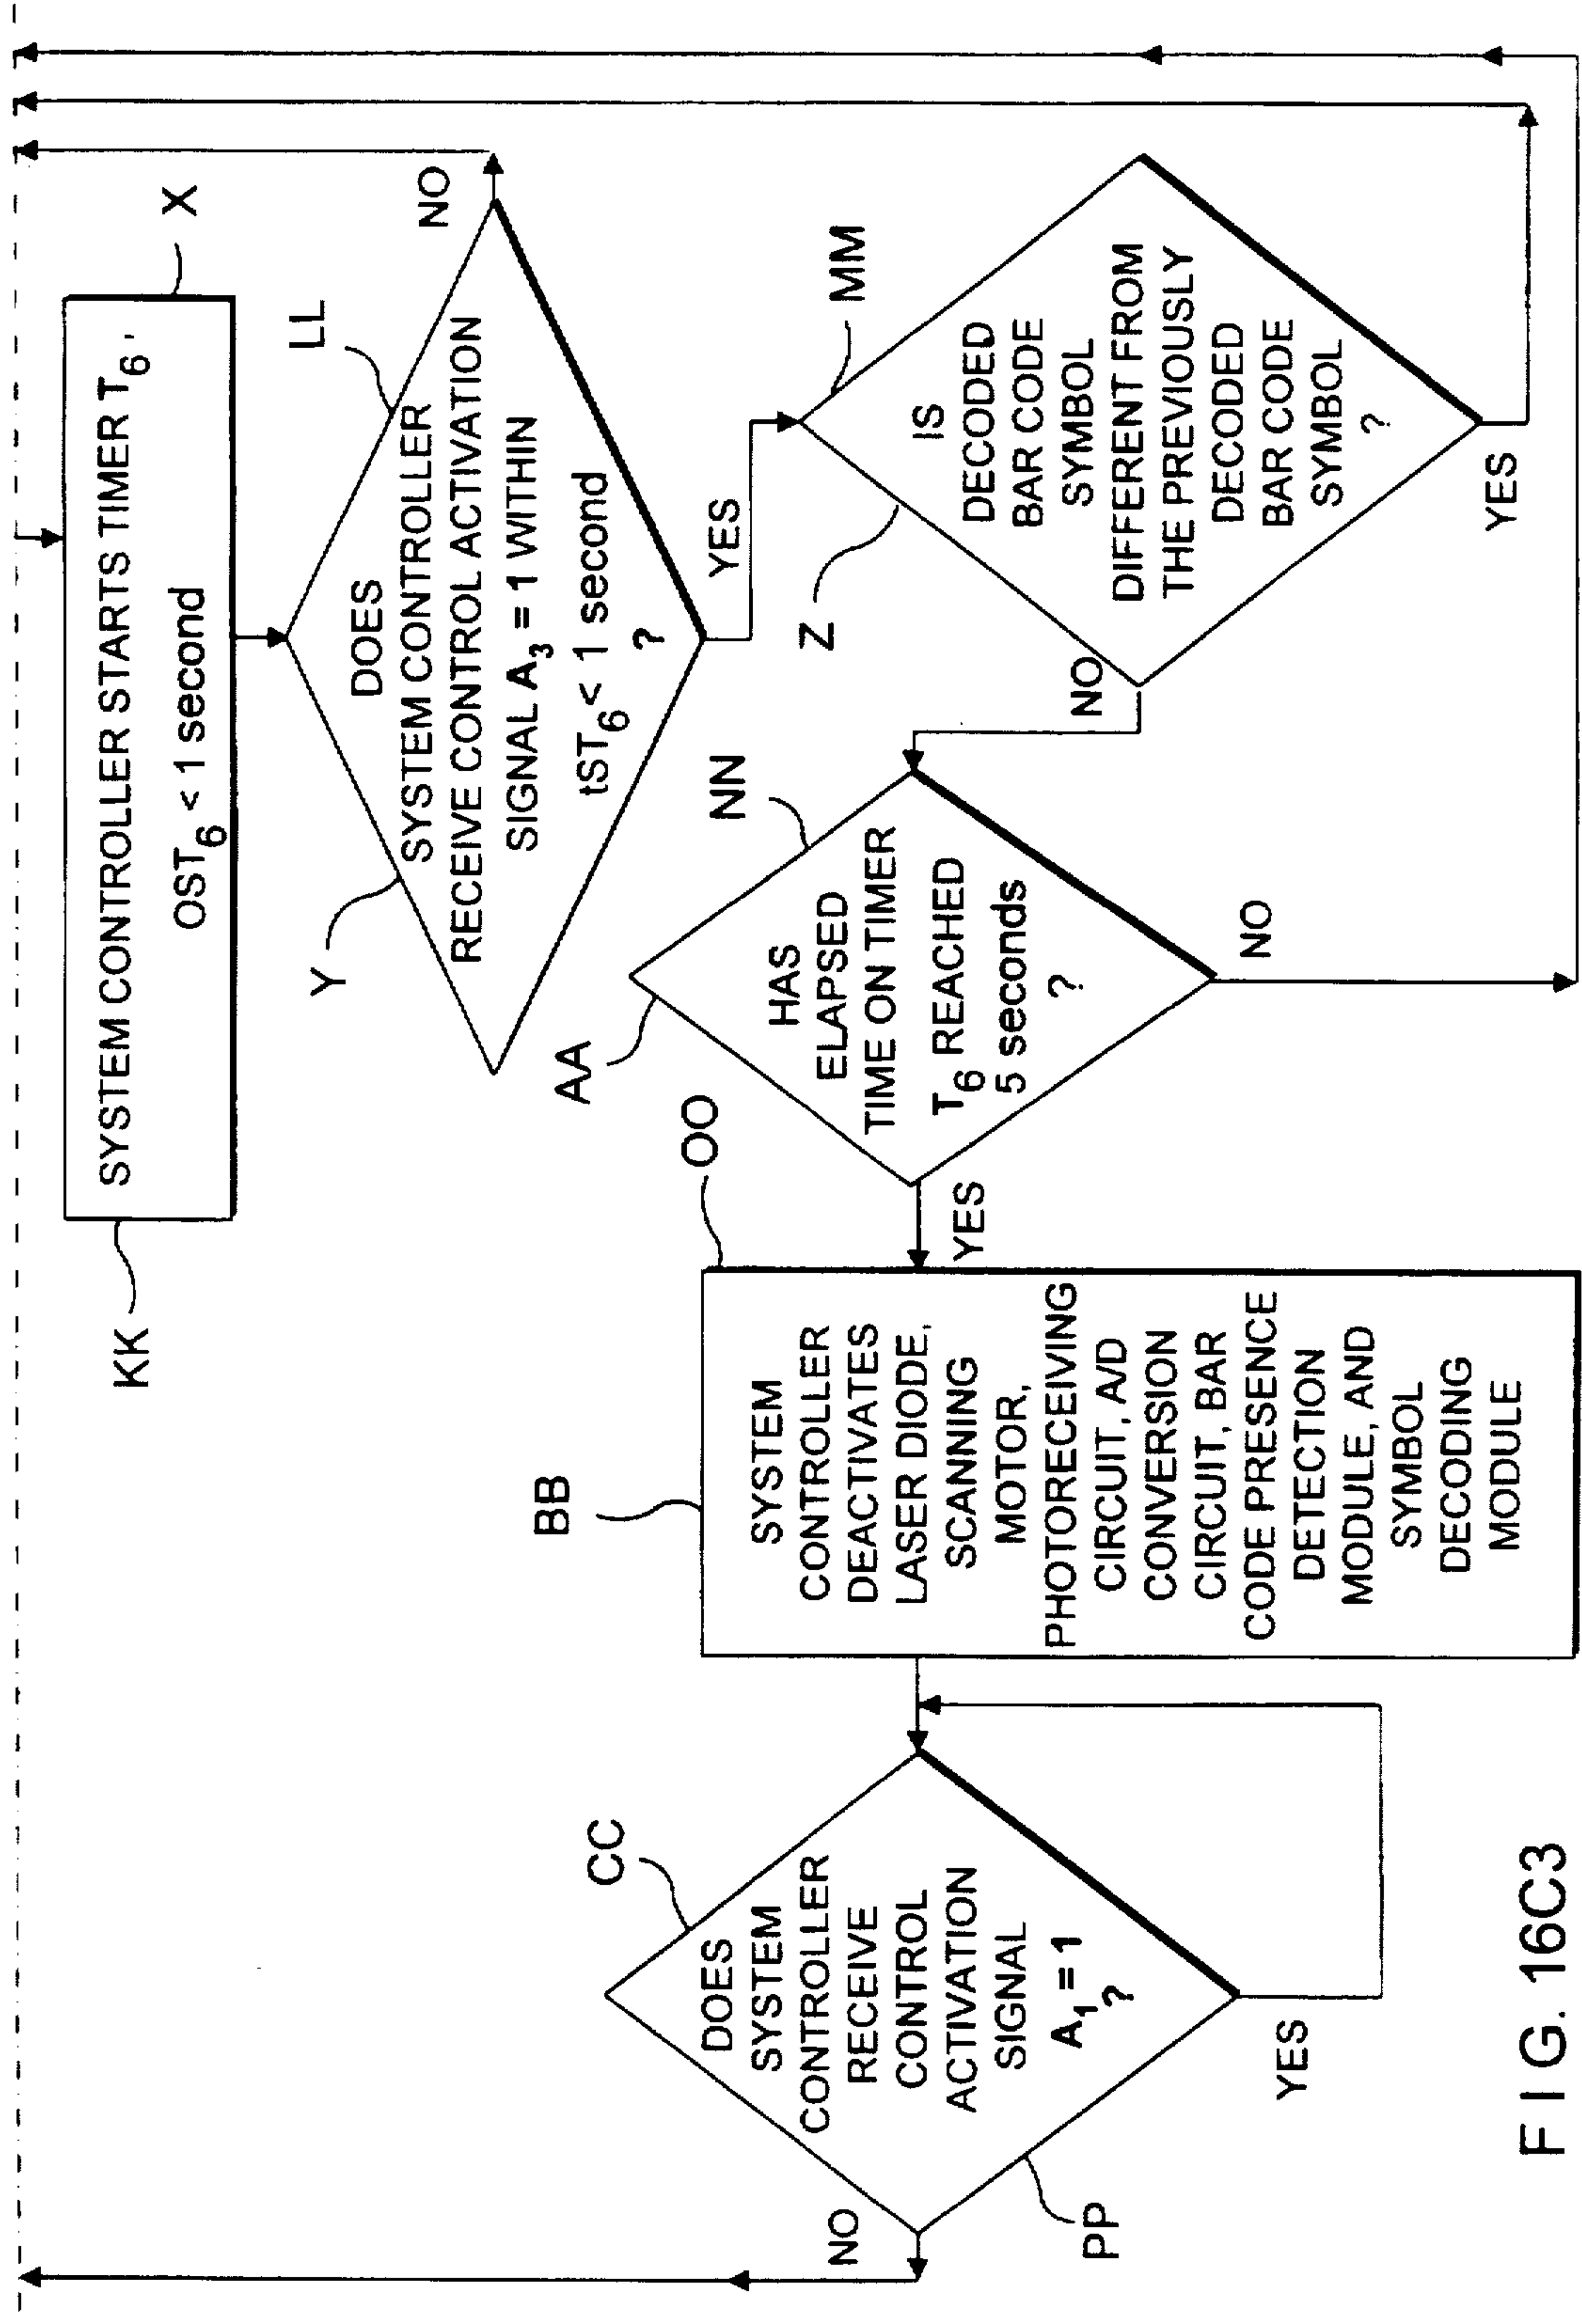 KK
X
SYSTEM CONTROLLER STARTS TIMER T6,
OST6 < 1 second
Y
LL
DOES
SYSTEM CONTROLLER
RECEIVE CONTROL ACTIVATION
SIGNAL A3 = 1 WITHIN
tST6 < 1 second
?
NO
YES
Z
MM
IS
DECODED
BAR CODE
SYMBOL
DIFFERENT FROM
THE PREVIOUSLY
DECODED
BAR CODE
SYMBOL
?
NO
YES
AA
NN
HAS
ELAPSED
TIME ON TIMER
T6 REACHED
5 seconds
?
YES
NO
BB
OO
SYSTEM
CONTROLLER
DEACTIVATES
LASER DIODE,
SCANNING
MOTOR,
PHOTORECEIVING
CIRCUIT, A/D
CONVERSION
CIRCUIT, BAR
CODE PRESENCE
DETECTION
MODULE, AND
SYMBOL
DECODING
MODULE
CC
DOES
SYSTEM
CONTROLLER
RECEIVE
CONTROL
ACTIVATION
SIGNAL
A1 = 1
?
NO
PP
YES
FIG. 16C3